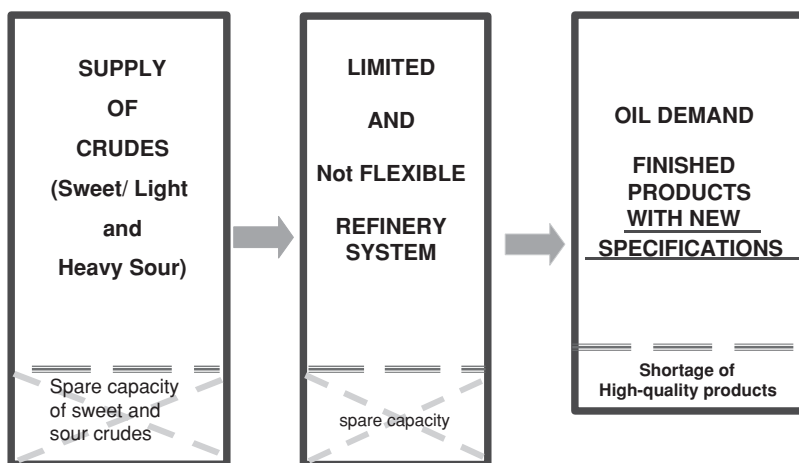 SUPPLY
OF
CRUDES
(Sweet/ Light
and
Heavy Sour)
Spare capacity
of sweet and
sour crudes
LIMITED
AND
Not FLEXIBLE
REFINERY
SYSTEM
spare capacity
OIL DEMAND
FINISHED
PRODUCTS
WITH NEW
SPECIFICATIONS
Shortage of
High-quality products